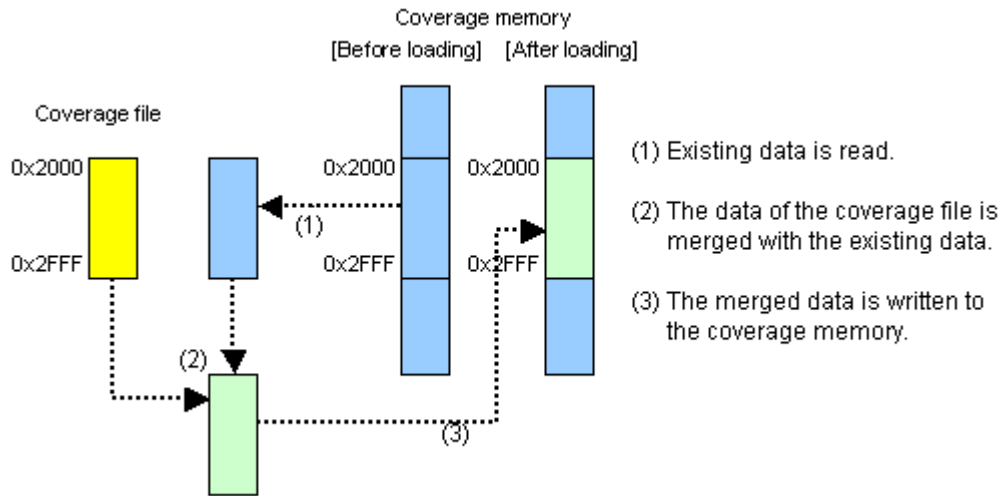 Coverage memory
[Before loading] [After loading]
Coverage file
0x2000
0x2000
0x2000
(1)
0x2FFF
0x2FFF
0x2FFF
(2)
(3)
(1) Existing data is read.
(2) The data of the coverage file is
merged with the existing data.
(3) The merged data is written to
the coverage memory.